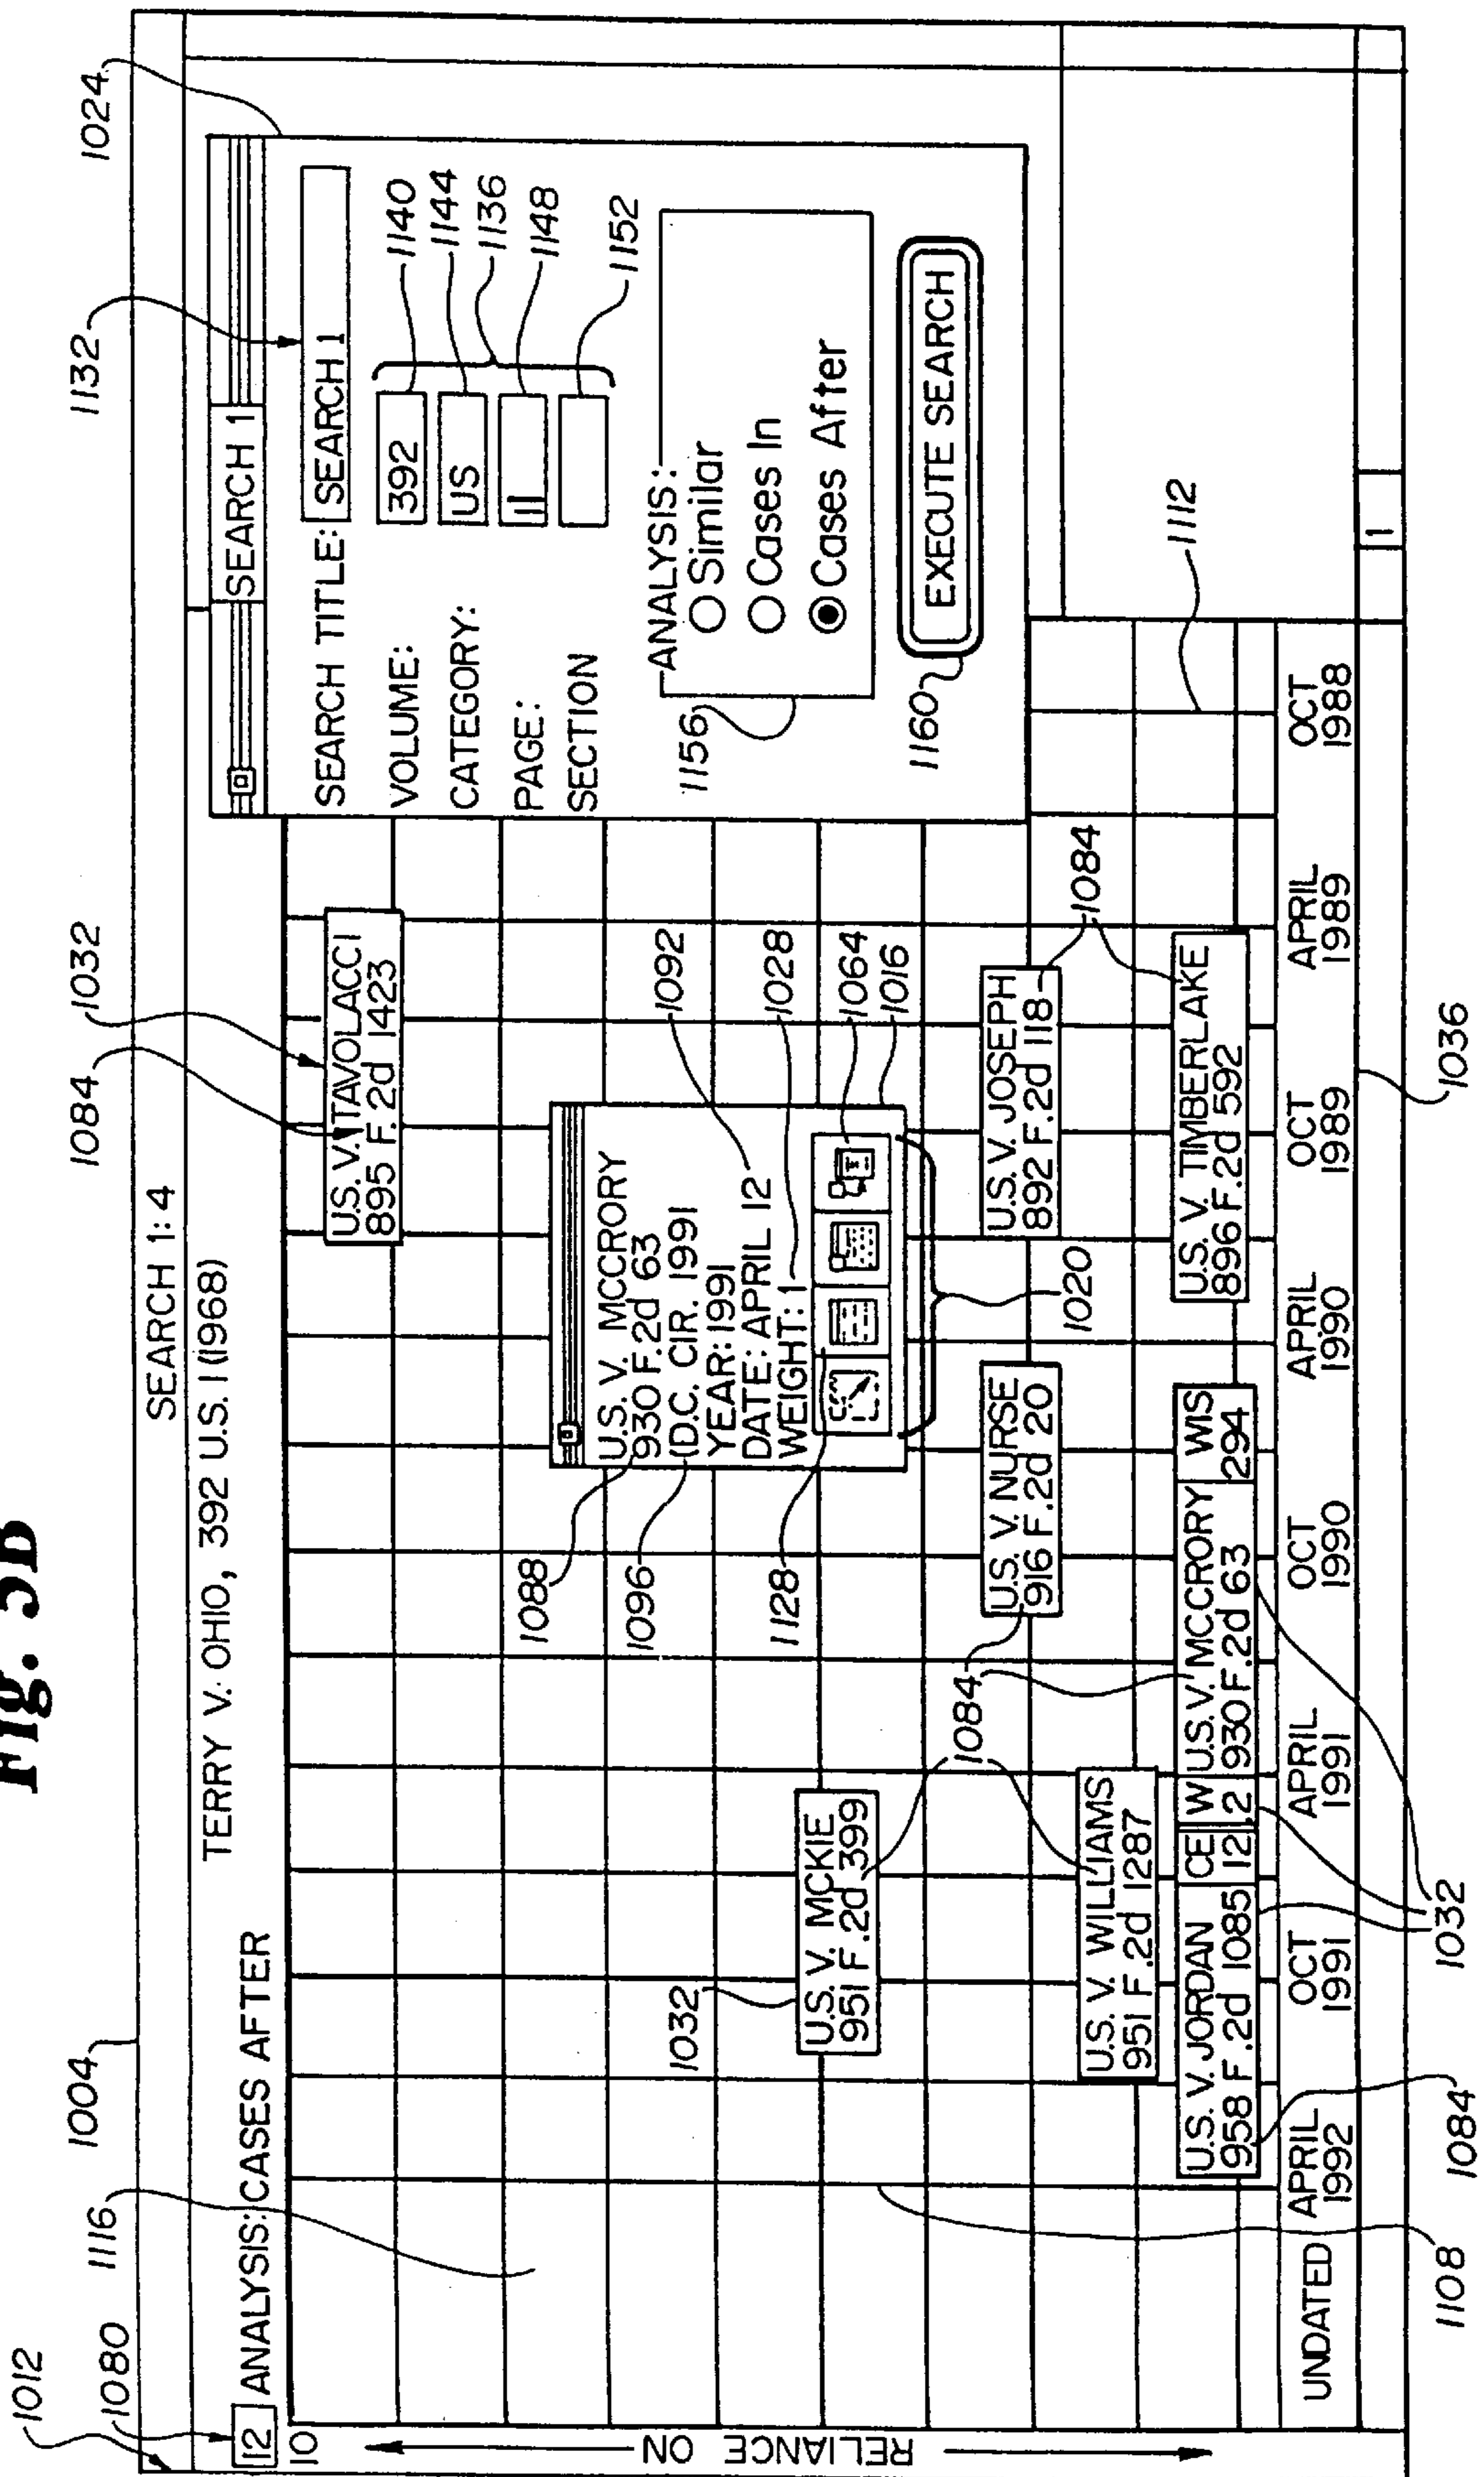 Fig. 5B
1012
1080
1116
1004
1084
1032
1132
1024
SEARCH 1: 4
TERRY V. OHIO, 392 U.S. 1 (1968)
12 ANALYSIS: CASES AFTER
10
RELIANCE ON
U.S. V. TAVOLACCI
895 F. 2d 1423
1088
1096
1128
U.S. V. MCCRORY
930 F.2d 63
(D.C. CIR. 1991
YEAR: 1991
DATE: APRIL 12
WEIGHT: 1
1092
1028
1064
1016
1020
1032
U.S. V. MCKIE
951 F.2d 399
1084
U.S. V. NURSE
916 F.2d 20
U.S. V. JOSEPH
892 F.2d 118
1084
U.S. V. WILLIAMS
951 F.2d 1287
U.S. V. JORDAN
958 F.2d 1085
CE
12
W
.2
U.S. V. MCCRORY
930 F.2d 63
WIS
294
U.S. V. TIMBERLAKE
896 F.2d 592
UNDATED
APRIL
1992
OCT
1991
APRIL
1991
OCT
1990
APRIL
1990
OCT
1989
APRIL
1989
OCT
1988
1108
1084
1032
1036
1112
1
SEARCH 1
SEARCH TITLE: SEARCH 1
VOLUME: 392
CATEGORY: US
PAGE: 1
SECTION
1140
1144
1136
1148
1152
ANALYSIS:
Similar
Cases In
Cases After
1156
EXECUTE SEARCH
1160